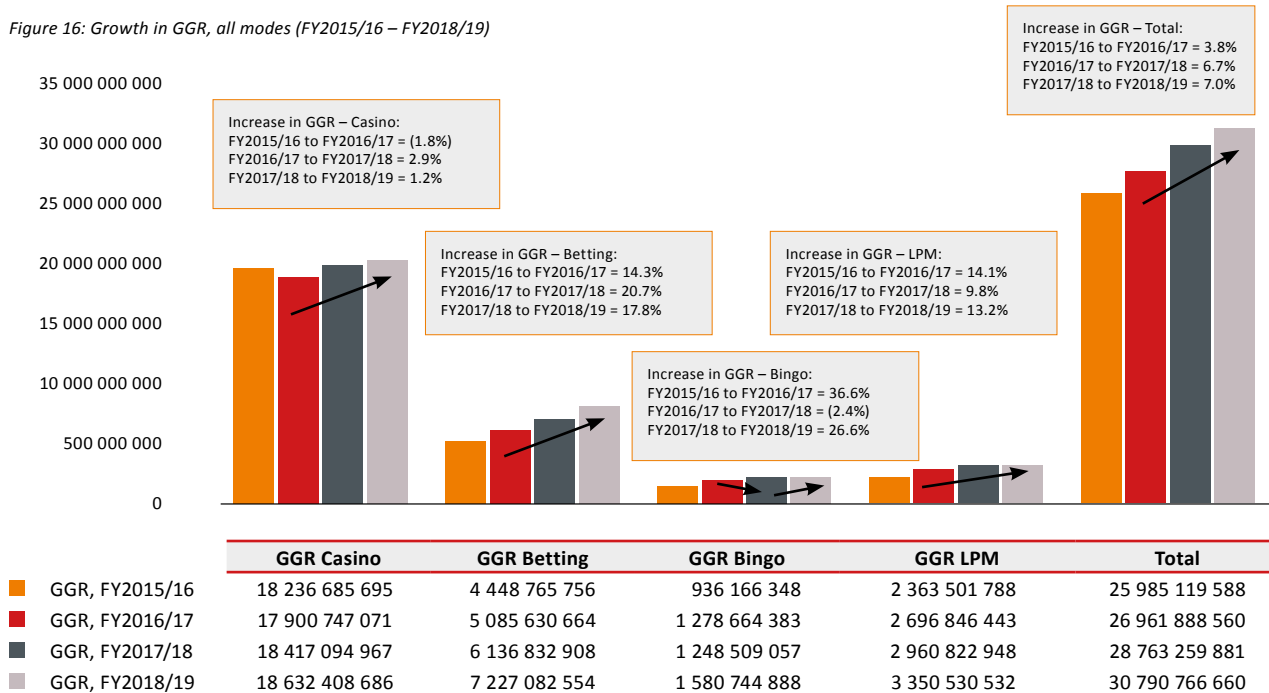 Figure 16: Growth in GGR, all modes (FY2015/16 – FY2018/19)
Increase in GGR – Total:
FY2015/16 to FY2016/17 = 3.8%
FY2016/17 to FY2017/18 = 6.7%
FY2017/18 to FY2018/19 = 7.0%
35 000 000 000
30 000 000 000
25 000 000 000
20 000 000 000
15 000 000 000
10 000 000 000
500 000 000
0
Increase in GGR – Casino:
FY2015/16 to FY2016/17 = (1.8%)
FY2016/17 to FY2017/18 = 2.9%
FY2017/18 to FY2018/19 = 1.2%
Increase in GGR – Betting:
FY2015/16 to FY2016/17 = 14.3%
FY2016/17 to FY2017/18 = 20.7%
FY2017/18 to FY2018/19 = 17.8%
Increase in GGR – LPM:
FY2015/16 to FY2016/17 = 14.1%
FY2016/17 to FY2017/18 = 9.8%
FY2017/18 to FY2018/19 = 13.2%
Increase in GGR – Bingo:
FY2015/16 to FY2016/17 = 36.6%
FY2016/17 to FY2017/18 = (2.4%)
FY2017/18 to FY2018/19 = 26.6%
GGR Casino GGR Betting GGR Bingo GGR LPM Total
GGR, FY2015/16 18 236 685 695 4 448 765 756 936 166 348 2 363 501 788 25 985 119 588
GGR, FY2016/17 17 900 747 071 5 085 630 664 1 278 664 383 2 696 846 443 26 961 888 560
GGR, FY2017/18 18 417 094 967 6 136 832 908 1 248 509 057 2 960 822 948 28 763 259 881
GGR, FY2018/19 18 632 408 686 7 227 082 554 1 580 744 888 3 350 530 532 30 790 766 660